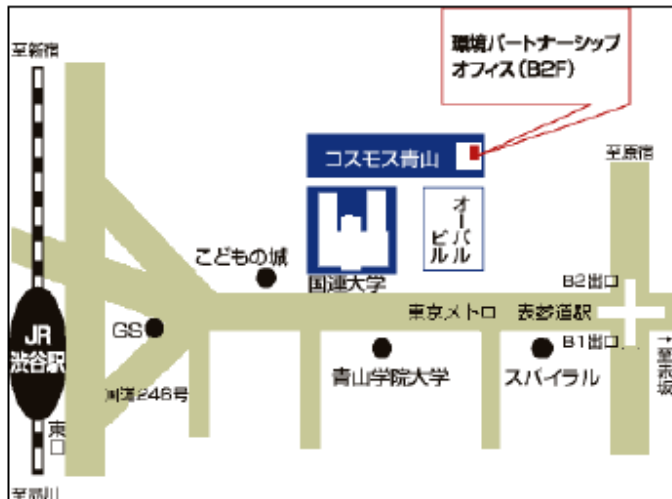 環境パートナーシップ
オフィス(B2F)
至新宿
コスモス青山
至原宿
オーバル
ビル
こどもの城
国連大学
B2出口
東京メトロ 表参道駅
GS
B1出口
JR
渋谷駅
青山学院大学
スパイラル
→至赤坂
国道246号
東口
至品川